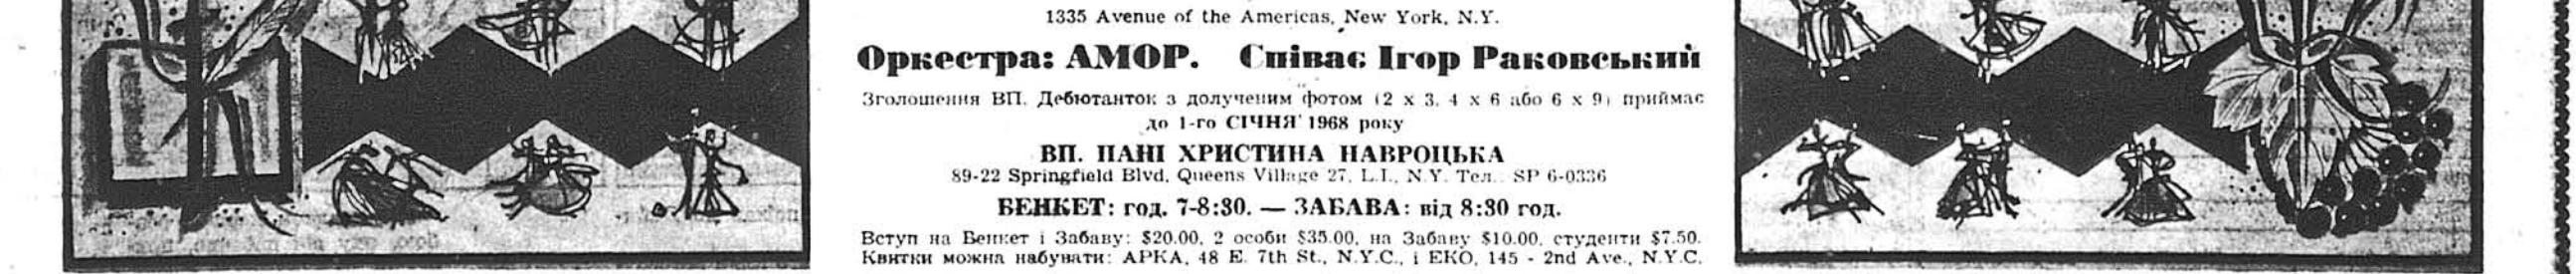 1335 Avenue of the Americas, New York, N.Y.
Оркестра: АМОР. Співає Ігор Раковський
Зголошення ВП. Дебютанток з долученим фотом (2 x 3, 4 x 6 або 6 x 9) приймає
до 1-го СІЧНЯ 1968 року
ВП. ПАНІ ХРИСТИНА НАВРОЦЬКА
89-22 Springfield Blvd, Queens Village 27, L.I., N.Y. Тел.: SP 6-0336
БЕНКЕТ: год. 7-8:30. — ЗАБАВА: від 8:30 год.
Вступ на Бенкет і Забаву: $20.00, 2 особи $35.00, на Забаву $10.00, студенти $7.50.
Квитки можна набувати: АРКА, 48 E. 7th St., N.Y.C., і ЕКО, 145 - 2nd Ave., N.Y.C.